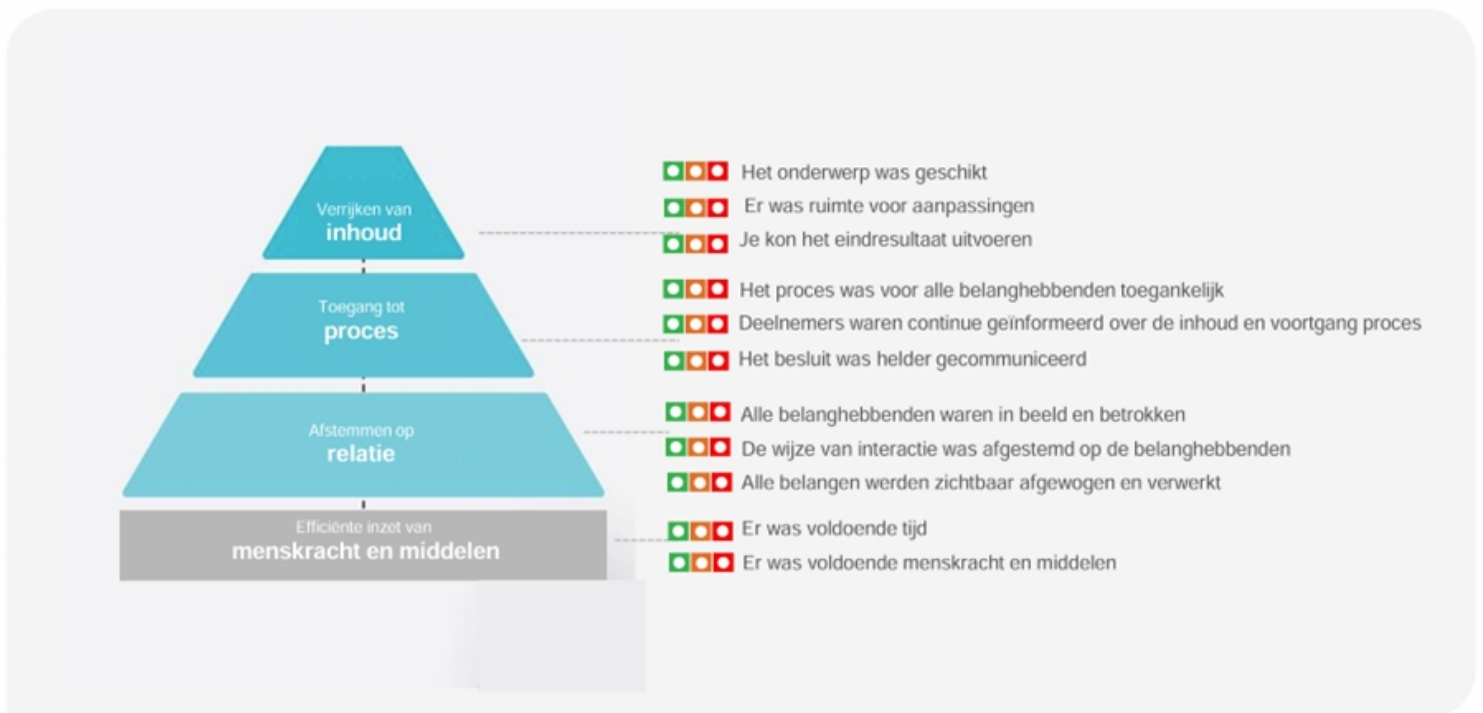 Verrijken van
inhoud
Het onderwerp was geschikt
Er was ruimte voor aanpassingen
Je kon het eindresultaat uitvoeren
Toegang tot
proces
Het proces was voor alle belanghebbenden toegankelijk
Deelnemers waren continue geïnformeerd over de inhoud en voortgang proces
Het besluit was helder gecommuniceerd
Afstemmen op
relatie
Alle belanghebbenden waren in beeld en betrokken
De wijze van interactie was afgestemd op de belanghebbenden
Alle belangen werden zichtbaar afgewogen en verwerkt
Efficiënte inzet van
menskracht en middelen
Er was voldoende tijd
Er was voldoende menskracht en middelen